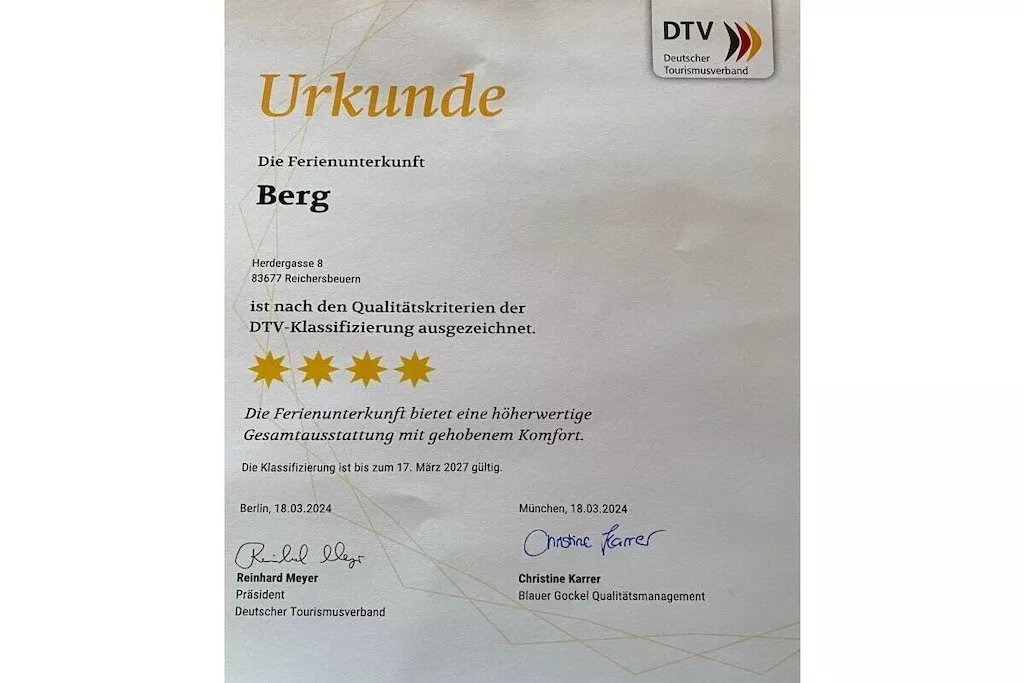 DTV
Deutscher
Tourismusverband
Urkunde
Die Ferienunterkunft
Berg
Herdergasse 8
83677 Reichersbeuern
ist nach den Qualitätskriterien der
DTV-Klassifizierung ausgezeichnet.
Die Ferienunterkunft bietet eine höherwertige
Gesamtausstattung mit gehobenem Komfort.
Die Klassifizierung ist bis zum 17. März 2027 gültig.
Berlin, 18.03.2024
Reinhard Meyer
Reinhard Meyer
Präsident
Deutscher Tourismusverband
München, 18.03.2024
Christine Karrer
Christine Karrer
Blauer Gockel Qualitätsmanagement